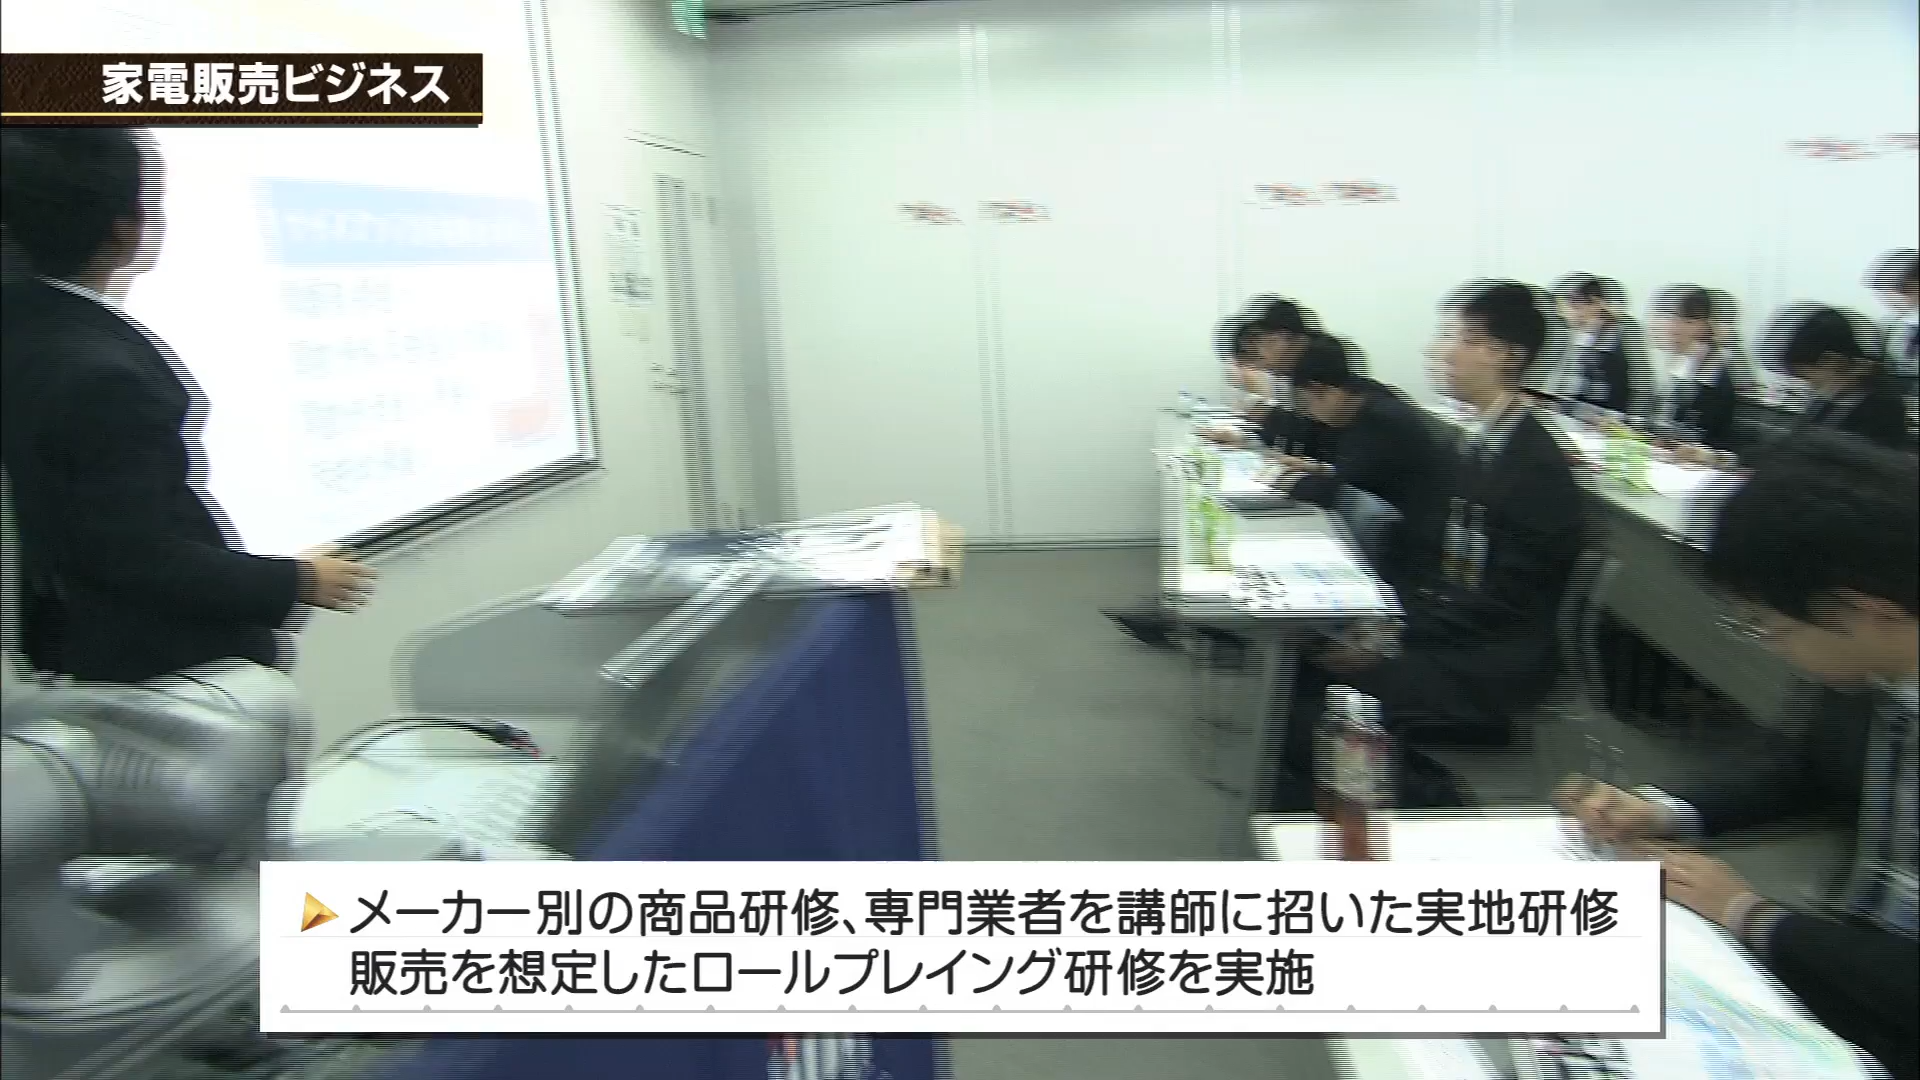 家電販売ビジネス
メーカー別の商品研修、専門業者を講師に招いた実地研修
販売を想定したロールプレイング研修を実施